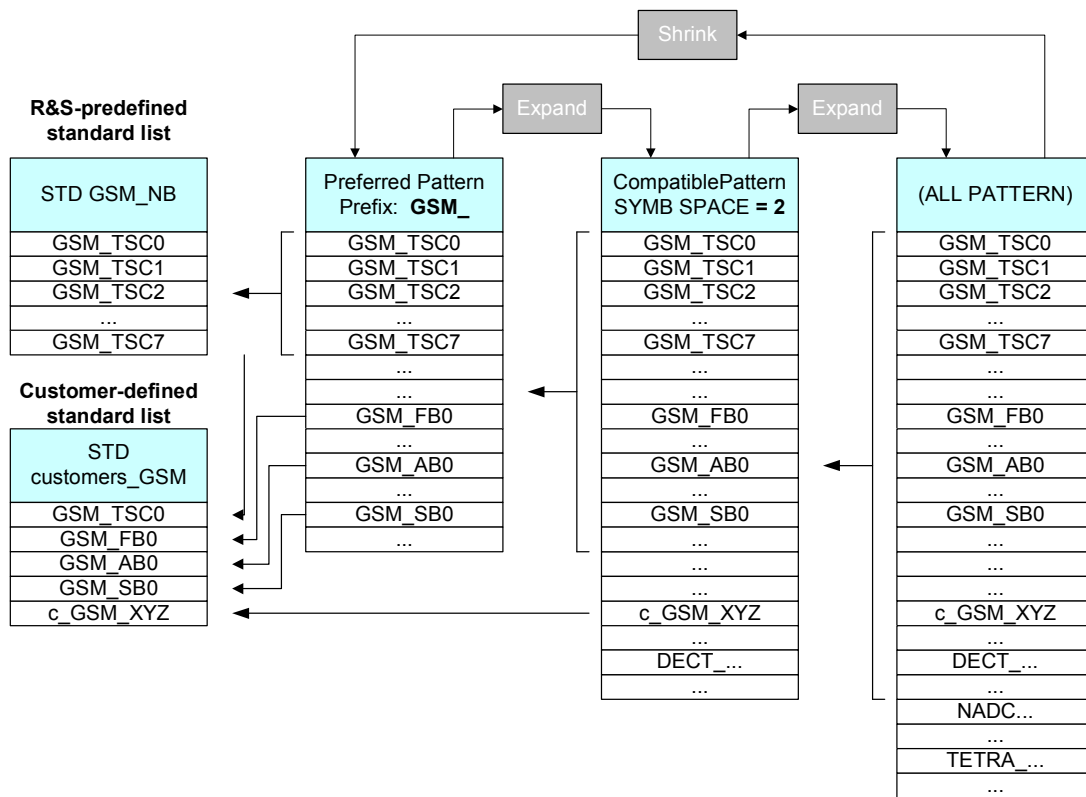 Shrink
Expand
Expand
R&S-predefined
standard list
STD GSM_NB
GSM_TSC0
GSM_TSC1
GSM_TSC2
...
GSM_TSC7
Customer-defined
standard list
STD
customers_GSM
GSM_TSC0
GSM_FB0
GSM_AB0
GSM_SB0
c_GSM_XYZ
Preferred Pattern
Prefix: GSM_
GSM_TSC0
GSM_TSC1
GSM_TSC2
...
GSM_TSC7
...
...
GSM_FB0
...
GSM_AB0
...
GSM_SB0
...
CompatiblePattern
SYMB SPACE = 2
GSM_TSC0
GSM_TSC1
GSM_TSC2
...
GSM_TSC7
...
...
GSM_FB0
...
GSM_AB0
...
GSM_SB0
...
...
...
c_GSM_XYZ
...
DECT_...
...
(ALL PATTERN)
GSM_TSC0
GSM_TSC1
GSM_TSC2
...
GSM_TSC7
...
...
GSM_FB0
...
GSM_AB0
...
GSM_SB0
...
...
...
c_GSM_XYZ
...
DECT_...
...
NADC...
...
TETRA_...
...